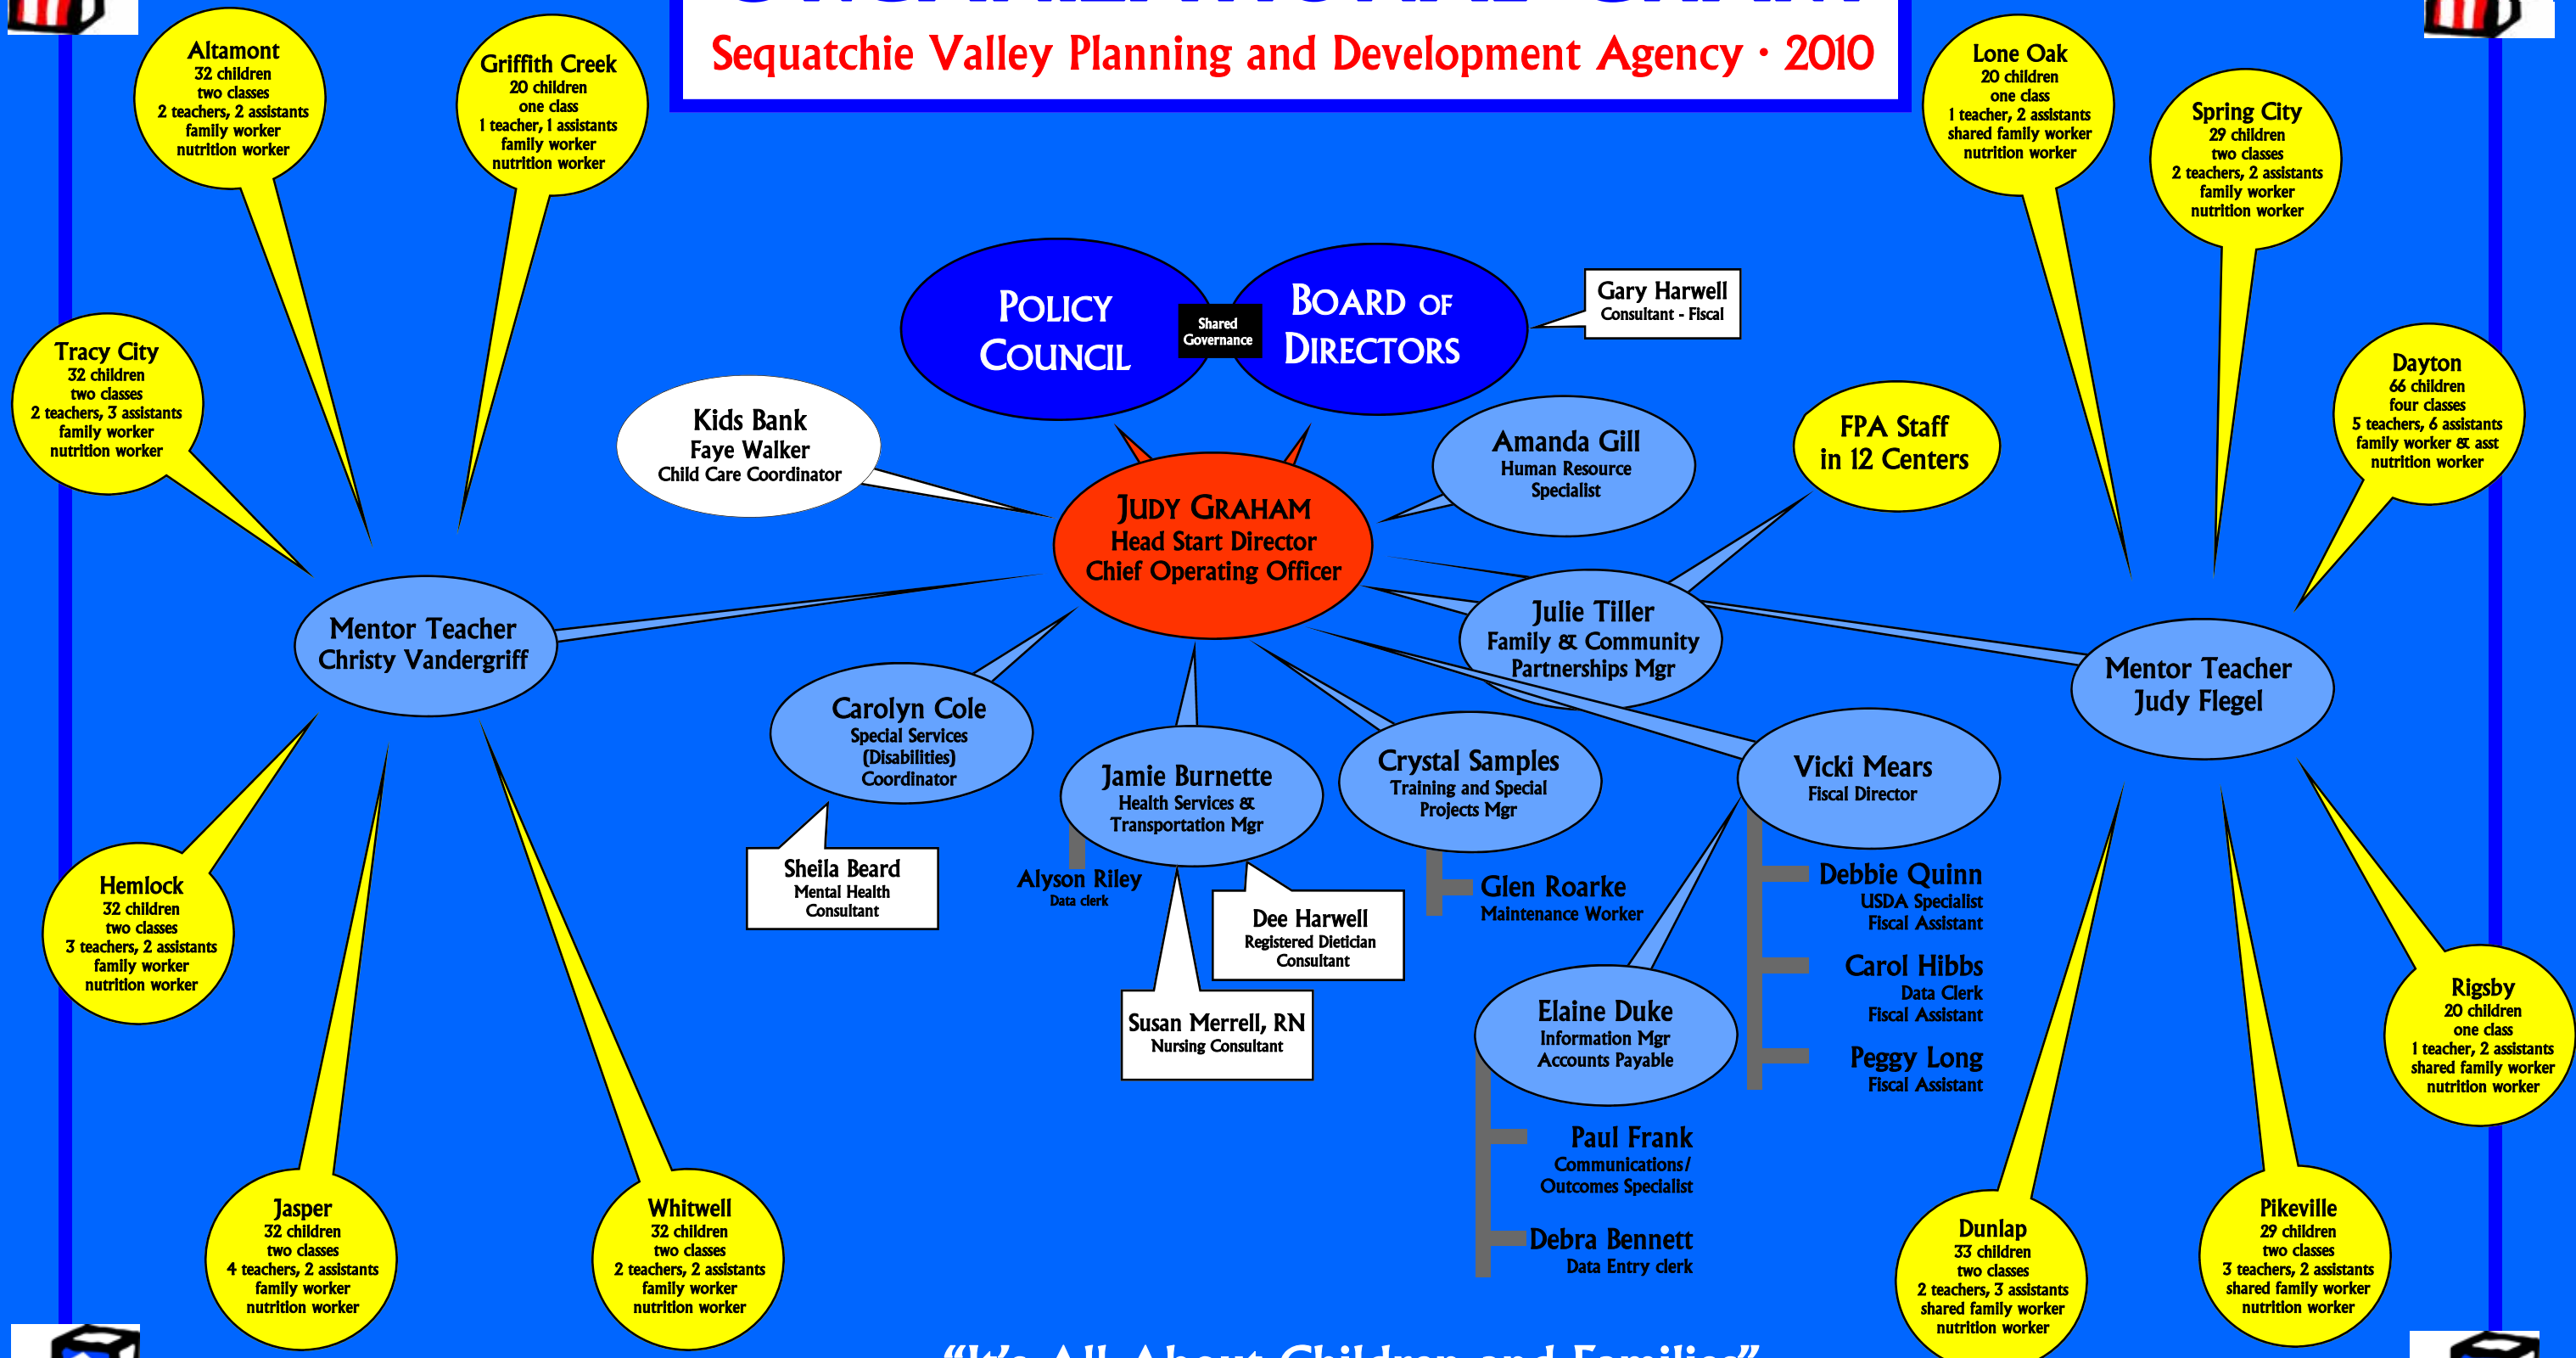 ORGANIZATIONAL CHART
Sequatchie Valley Planning and Development Agency • 2010
Altamont
32 children
two classes
2 teachers, 2 assistants
family worker
nutrition worker
Griffith Creek
20 children
one class
1 teacher, 1 assistants
family worker
nutrition worker
Lone Oak
20 children
one class
1 teacher, 2 assistants
shared family worker
nutrition worker
Spring City
29 children
two classes
2 teachers, 2 assistants
family worker
nutrition worker
Tracy City
32 children
two classes
2 teachers, 3 assistants
family worker
nutrition worker
POLICY
COUNCIL
Shared
Governance
BOARD OF
DIRECTORS
Gary Harwell
Consultant - Fiscal
Dayton
66 children
four classes
5 teachers, 6 assistants
family worker & asst
nutrition worker
Kids Bank
Faye Walker
Child Care Coordinator
JUDY GRAHAM
Head Start Director
Chief Operating Officer
Amanda Gill
Human Resource
Specialist
FPA Staff
in 12 Centers
Mentor Teacher
Christy Vandergriff
Julie Tiller
Family & Community
Partnerships Mgr
Mentor Teacher
Judy Flegel
Carolyn Cole
Special Services
(Disabilities)
Coordinator
Jamie Burnette
Health Services &
Transportation Mgr
Crystal Samples
Training and Special
Projects Mgr
Vicki Mears
Fiscal Director
Sheila Beard
Mental Health
Consultant
Alyson Riley
Data clerk
Dee Harwell
Registered Dietician
Consultant
Susan Merrell, RN
Nursing Consultant
Glen Roarke
Maintenance Worker
Debbie Quinn
USDA Specialist
Fiscal Assistant
Carol Hibbs
Data Clerk
Fiscal Assistant
Peggy Long
Fiscal Assistant
Elaine Duke
Information Mgr
Accounts Payable
Paul Frank
Communications/
Outcomes Specialist
Debra Bennett
Data Entry clerk
Hemlock
32 children
two classes
3 teachers, 2 assistants
family worker
nutrition worker
Rigsby
20 children
one class
1 teacher, 2 assistants
shared family worker
nutrition worker
Jasper
32 children
two classes
4 teachers, 2 assistants
family worker
nutrition worker
Whitwell
32 children
two classes
2 teachers, 2 assistants
family worker
nutrition worker
Dunlap
33 children
two classes
2 teachers, 3 assistants
shared family worker
nutrition worker
Pikeville
29 children
two classes
3 teachers, 2 assistants
shared family worker
nutrition worker
“It’s All About Children and Families”